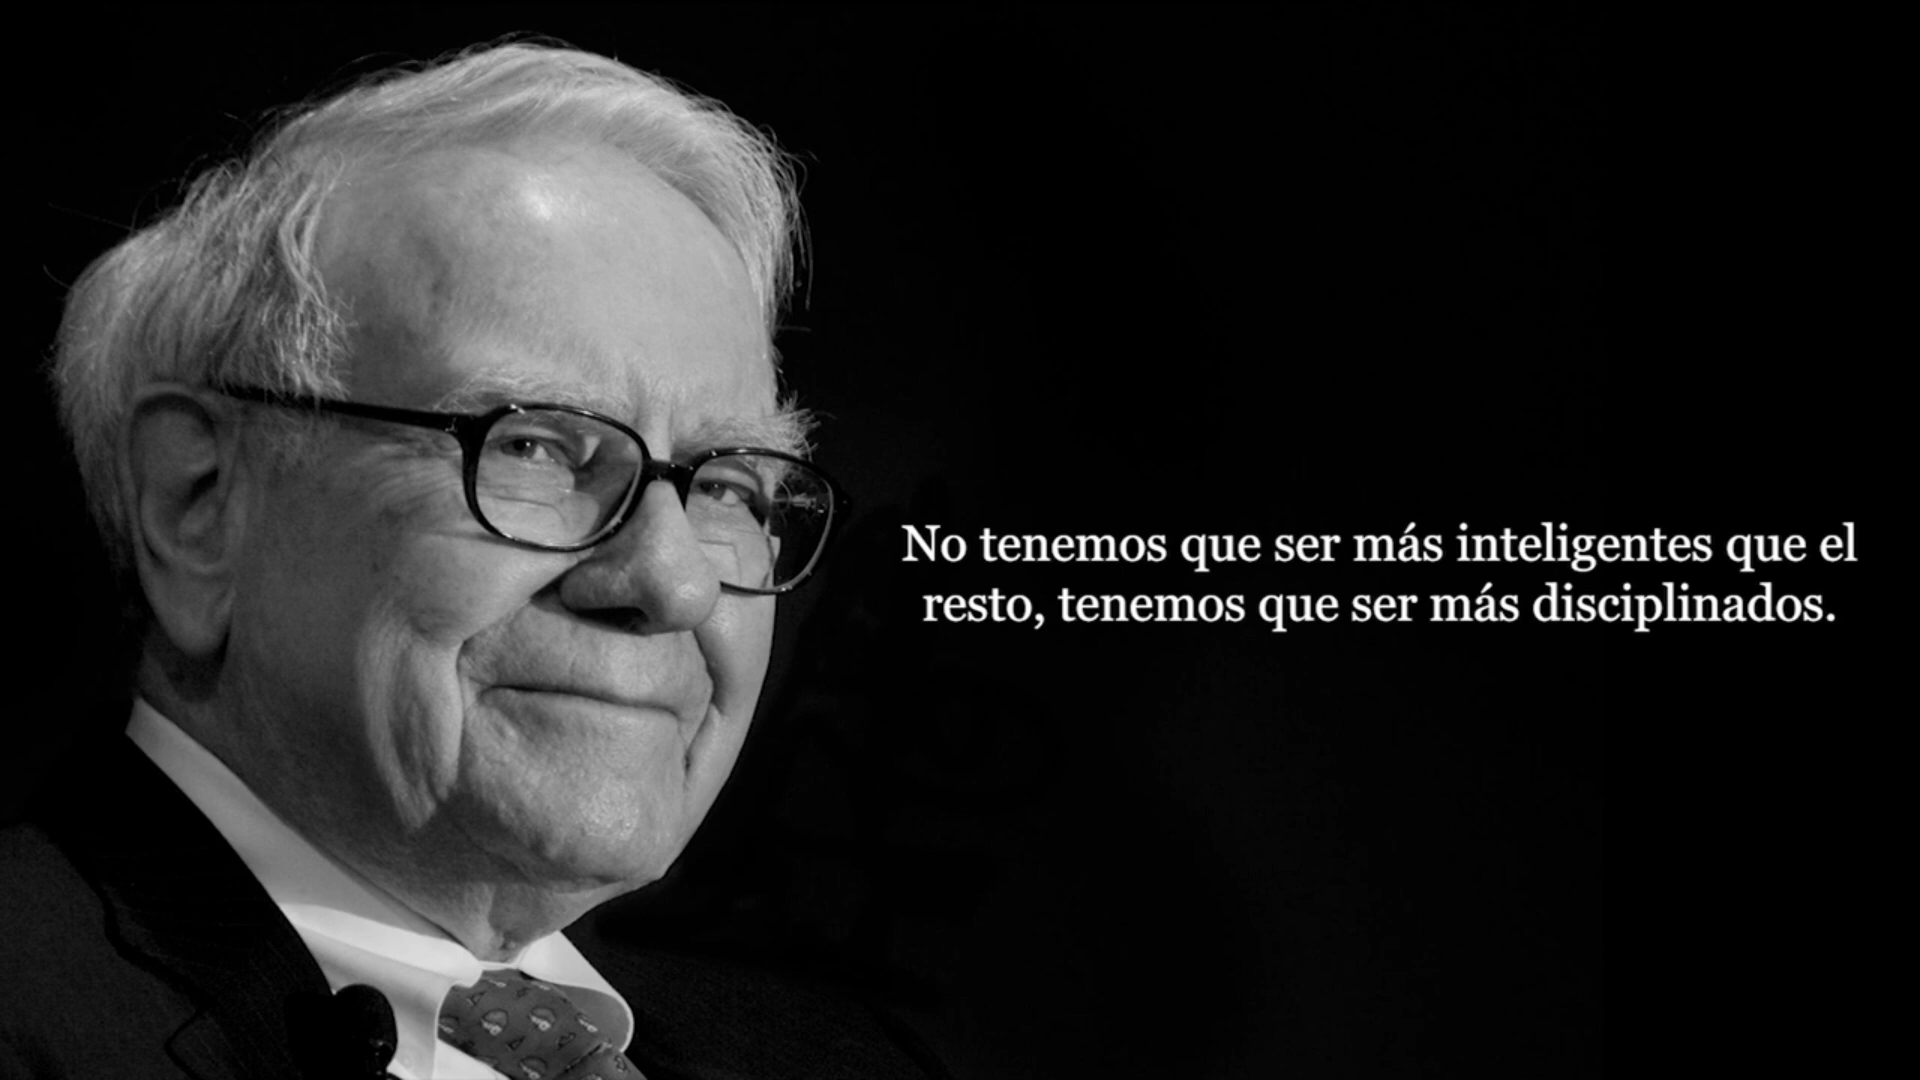 No tenemos que ser más inteligentes que el
resto, tenemos que ser más disciplinados.